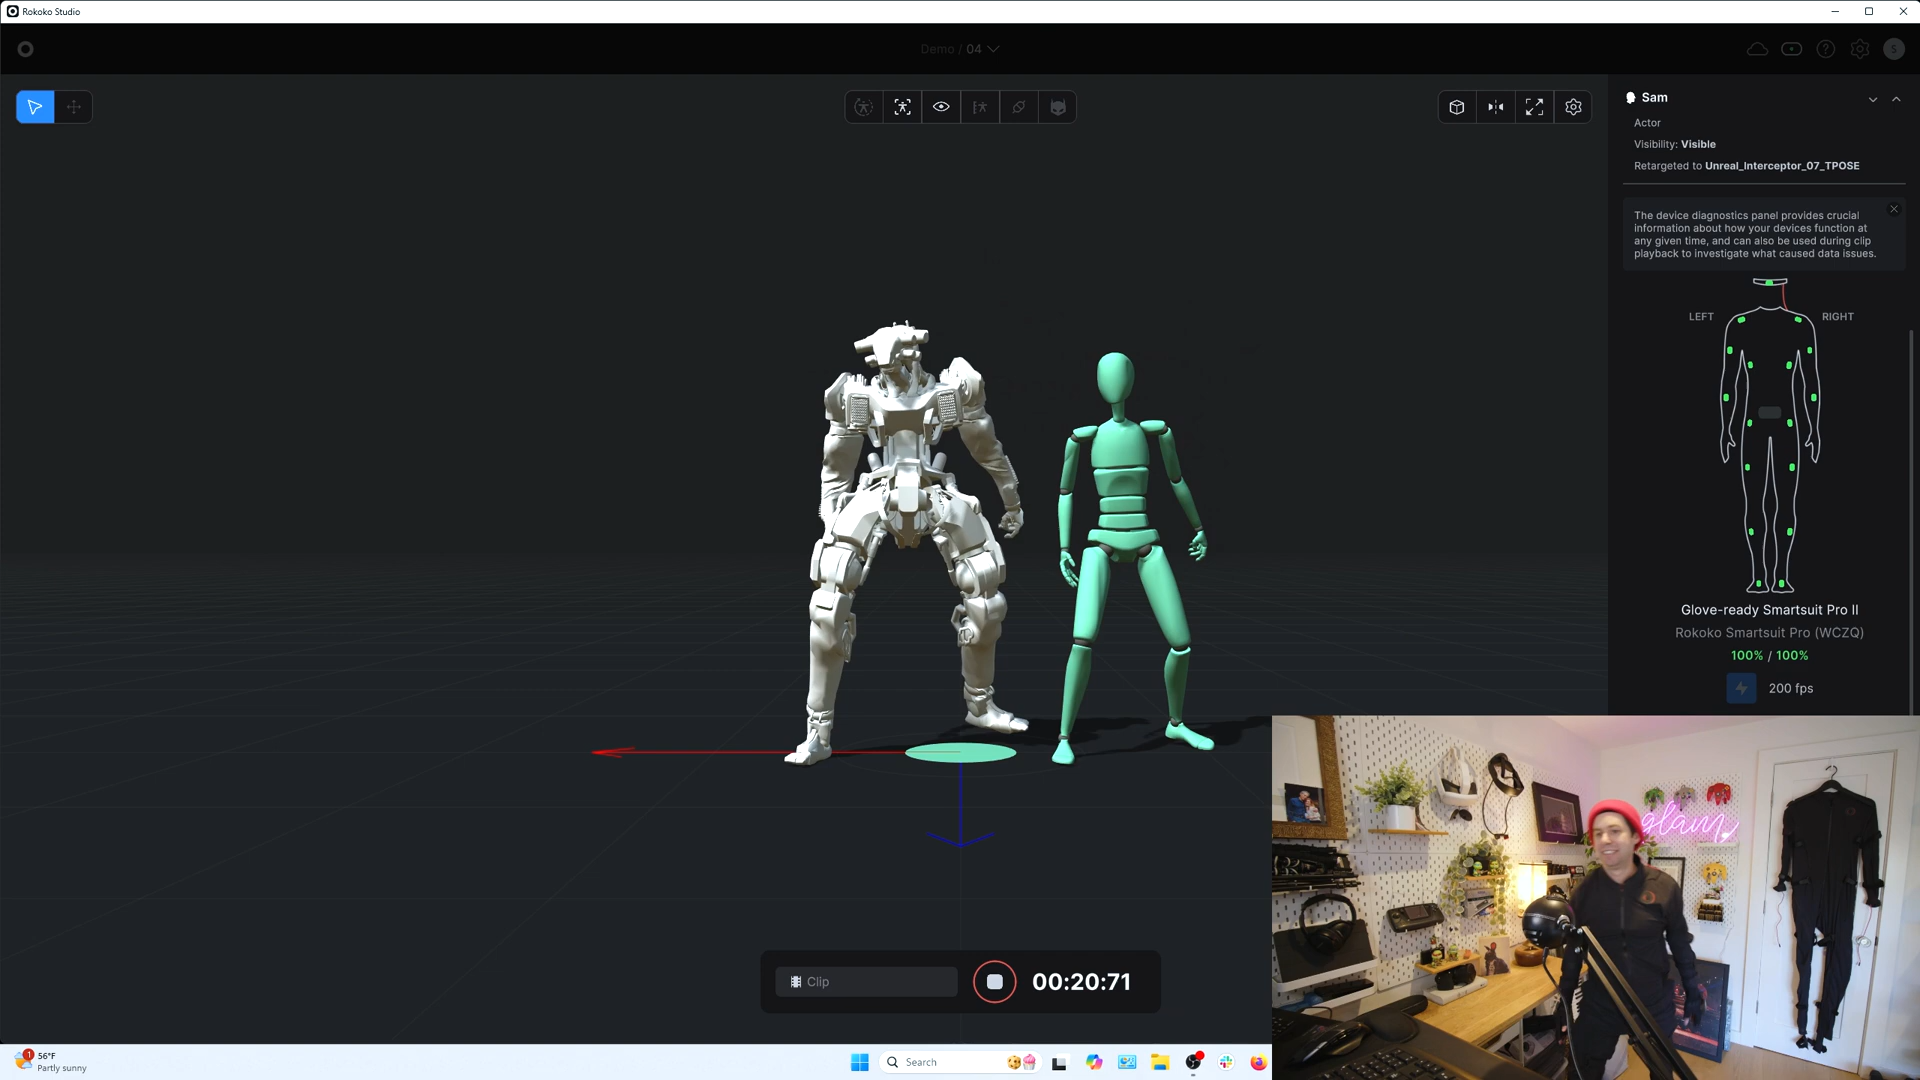 Rokoko Studio
Demo / 04
S
Sam
Actor
Visibility: Visible
Retargeted to Unreal_Interceptor_07_TPOSE
The device diagnostics panel provides crucial
information about how your devices function at
any given time, and can also be used during clip
playback to investigate what caused data issues.
LEFT
RIGHT
Glove-ready Smartsuit Pro II
Rokoko Smartsuit Pro (WCZQ)
100% / 100%
200 fps
glam
Clip
00:20:71
1
56°F
Partly sunny
Search